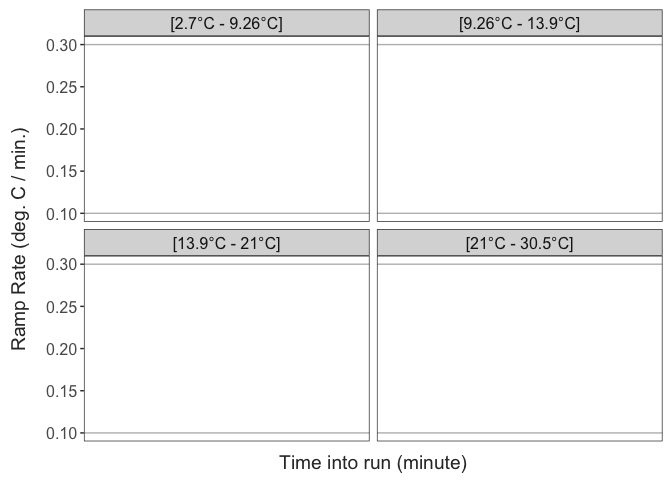 [2.7°C - 9.26°C]
[9.26°C - 13.9°C]
0.30
0.25
0.20
0.15
0.10
[13.9°C - 21°C]
[21°C - 30.5°C]
0.30
0.25
0.20
0.15
0.10
Ramp Rate (deg. C / min.)
Time into run (minute)